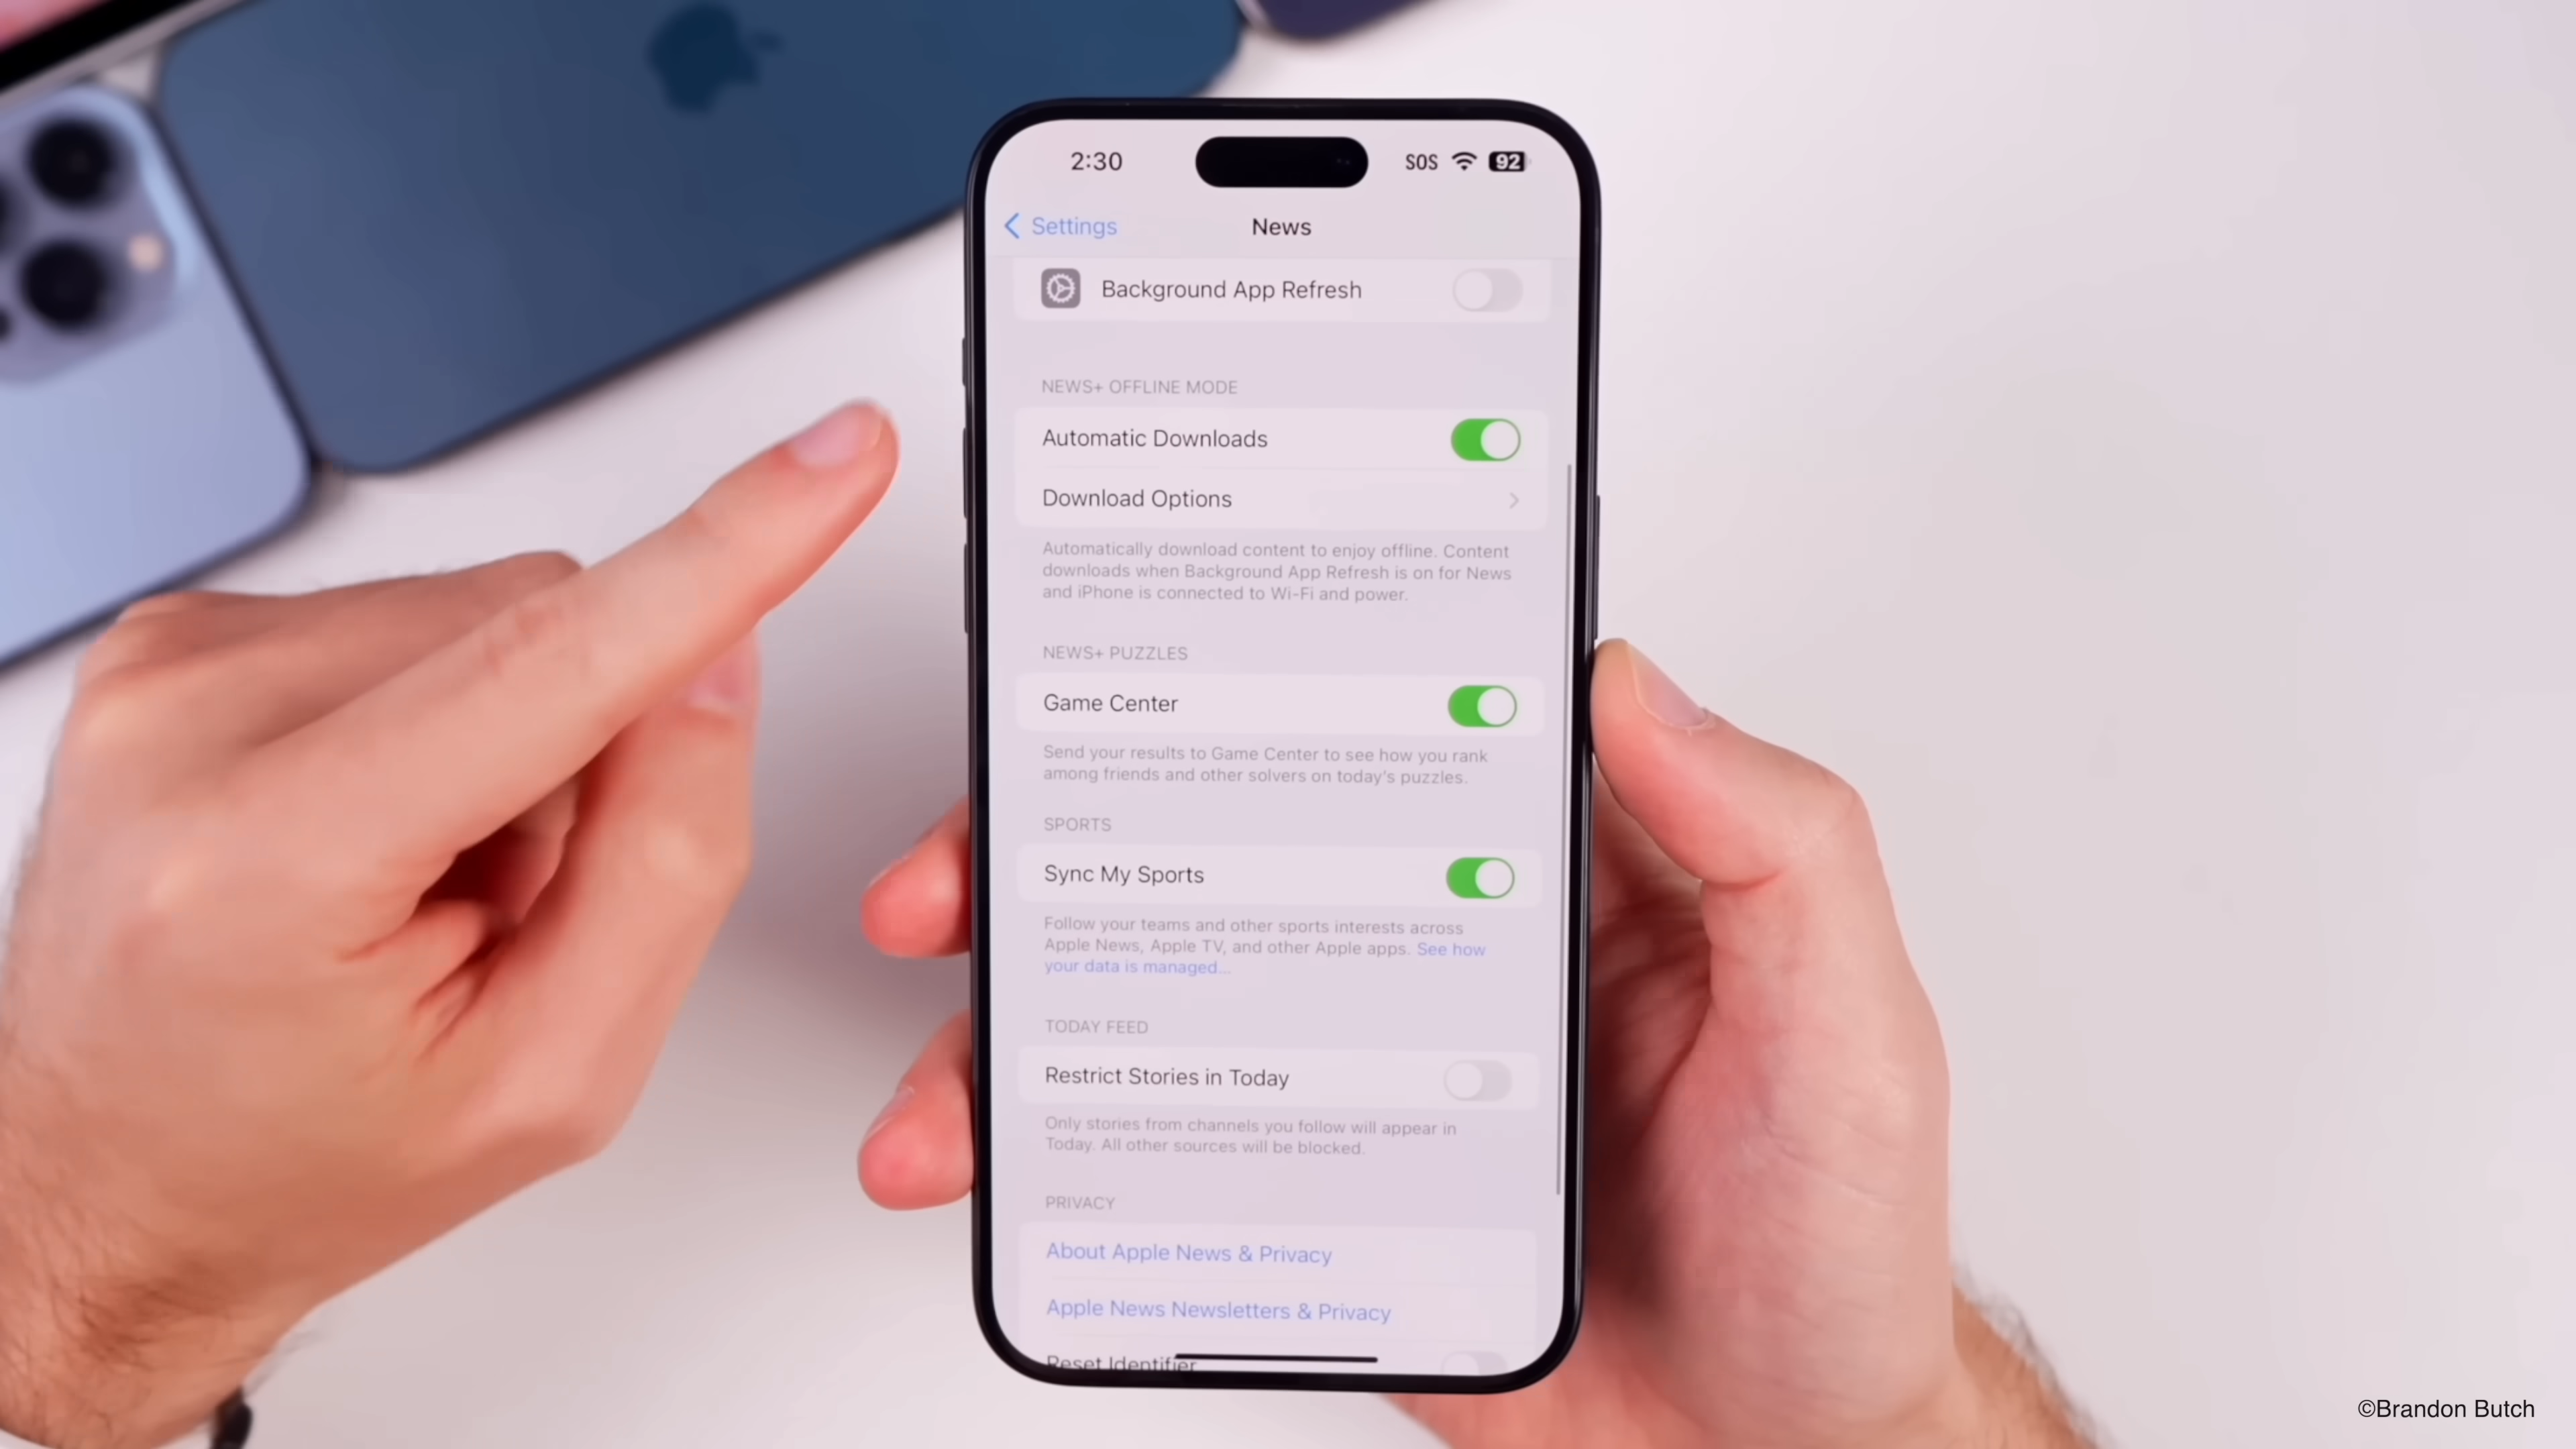 2:30
SOS
92
Settings
News
Background App Refresh
NEWS+ OFFLINE MODE
Automatic Downloads
Download Options
Automatically download content to enjoy offline. Content
downloads when Background App Refresh is on for News
and iPhone is connected to Wi-Fi and power.
NEWS+ PUZZLES
Game Center
Send your results to Game Center to see how you rank
among friends and other solvers on today's puzzles.
SPORTS
Sync My Sports
Follow your teams and other sports interests across
Apple News, Apple TV, and other Apple apps. See how
your data is managed...
TODAY FEED
Restrict Stories in Today
Only stories from channels you follow will appear in
Today. All other sources will be blocked.
PRIVACY
About Apple News & Privacy
Apple News Newsletters & Privacy
Reset Identifier
©Brandon Butch